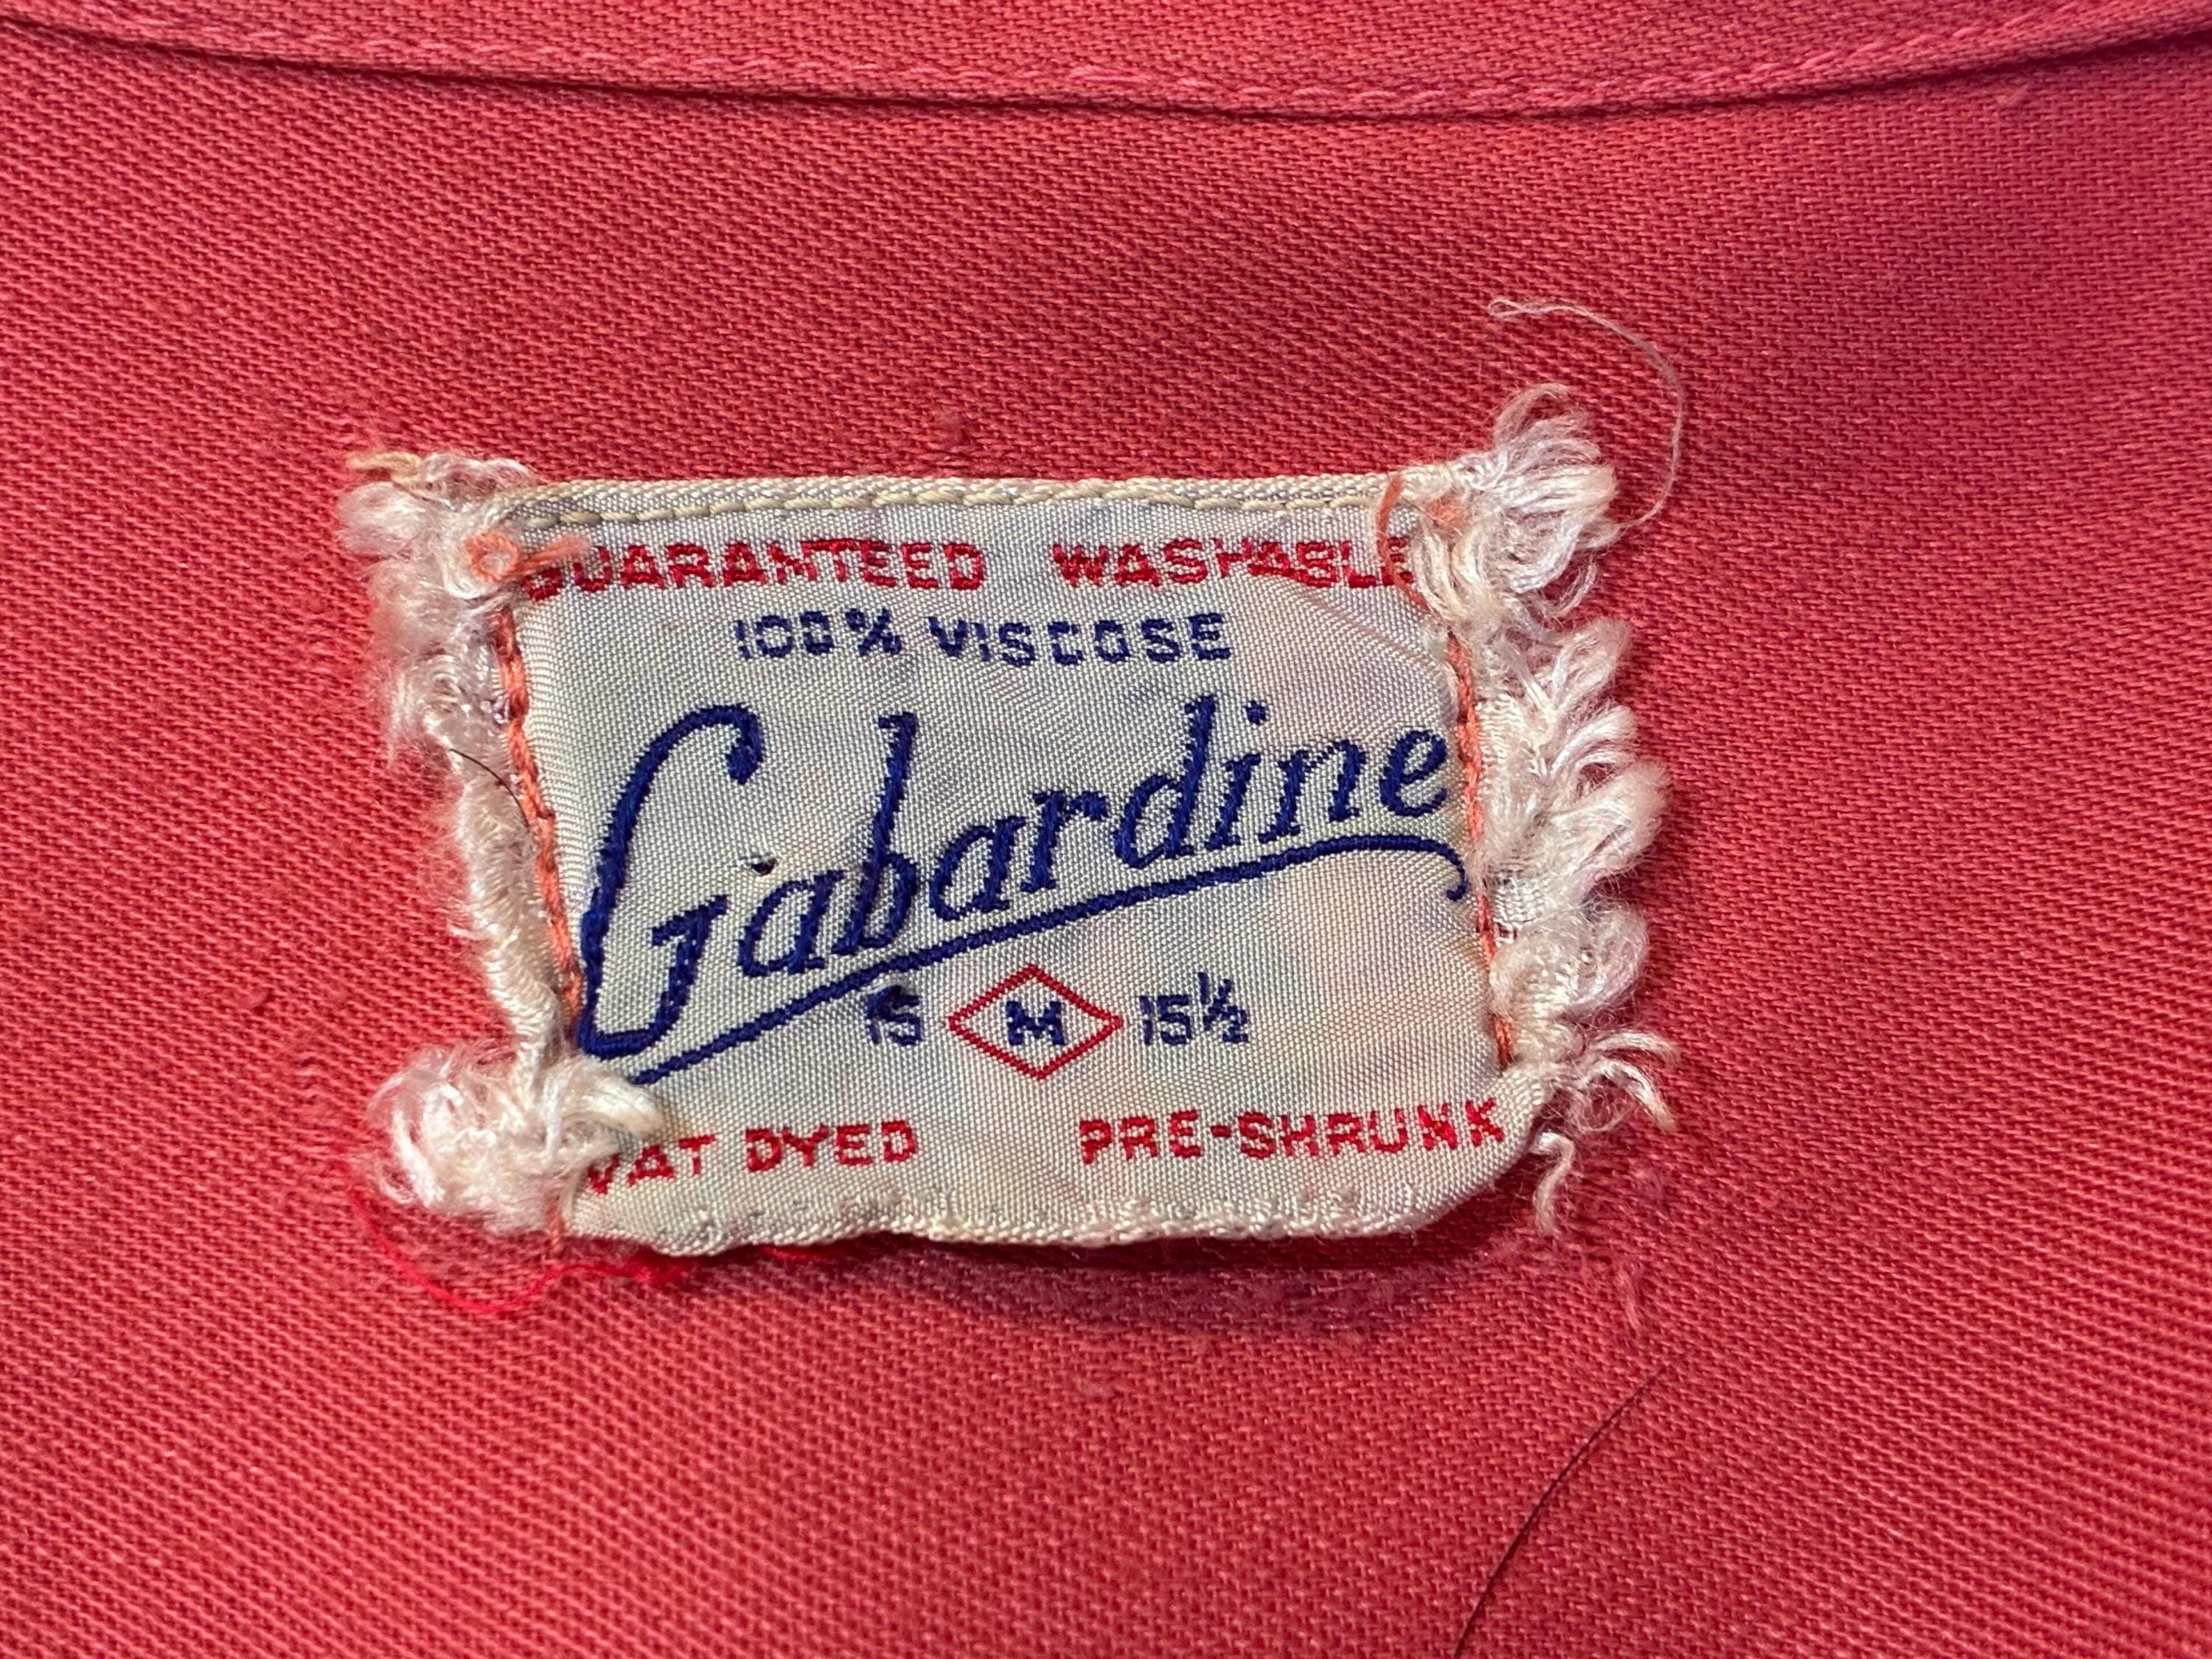 GUARANTEED WASHABLE
100% VISCOSE
Gabardine
15 M 15½
VAT DYED PRE-SHRUNK